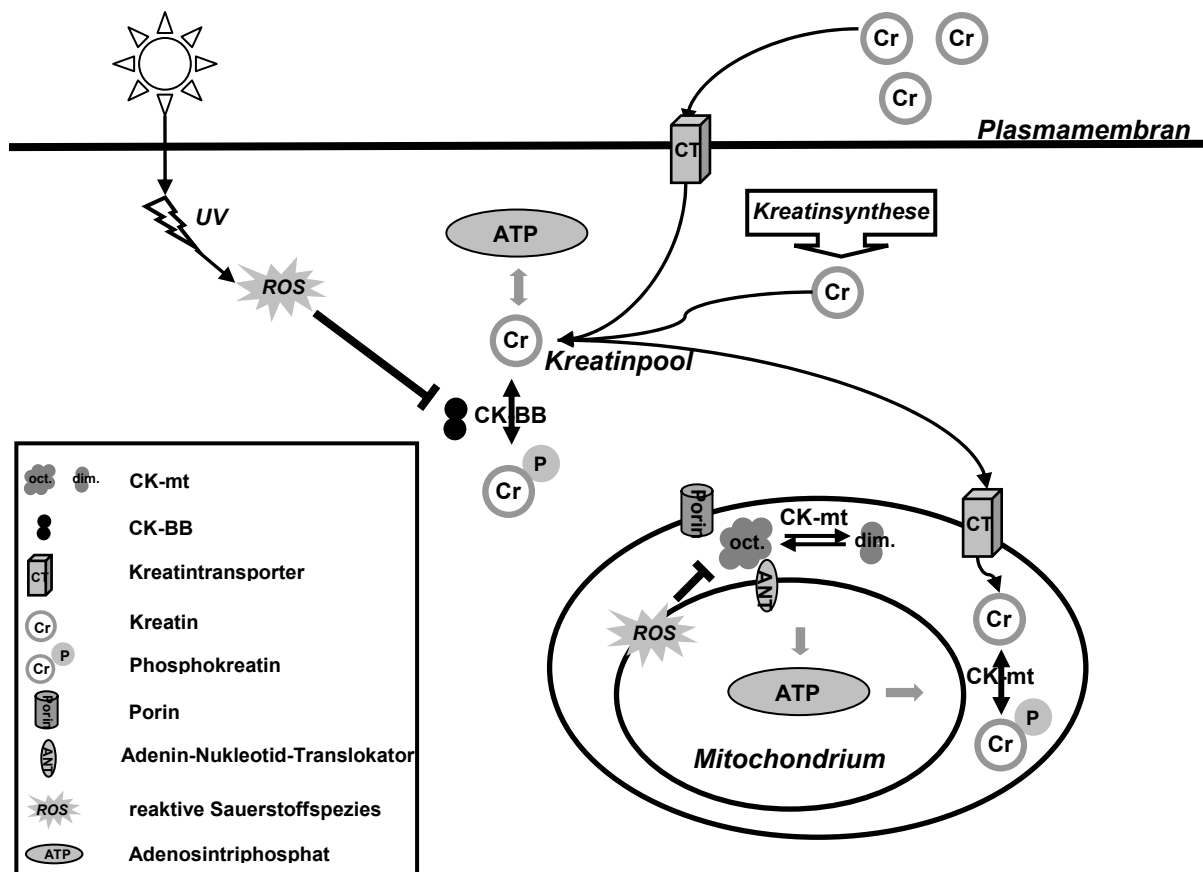 Cr
Cr
Cr
Plasmamembran
CT
UV
Kreatinsynthese
ATP
ROS
Cr
Cr
Kreatinpool
CK-BB
P
Cr
Porin
CK-mt
oct.
dim.
CT
ANT
ROS
Cr
CK-mt
ATP
P
Cr
Mitochondrium
oct. dim. CK-mt
CK-BB
CT Kreatintransporter
Cr Kreatin
Cr P Phosphokreatin
Porin Porin
ANT Adenin-Nukleotid-Translokator
ROS reaktive Sauerstoffspezies
ATP Adenosintriphosphat